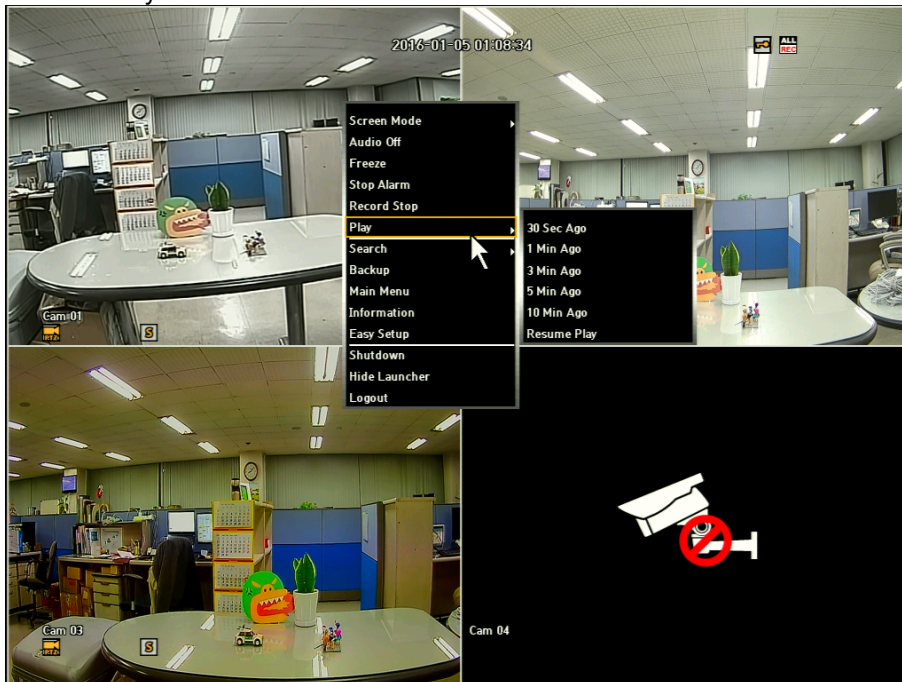 2016-01-05 01:08:34
ALL
REC
Screen Mode
Audio Off
Freeze
Stop Alarm
Record Stop
Play
Search
Backup
Main Menu
Information
Easy Setup
Shutdown
Hide Launcher
Logout
30 Sec Ago
1 Min Ago
3 Min Ago
5 Min Ago
10 Min Ago
Resume Play
Cam 01
S
Cam 03
S
Cam 04